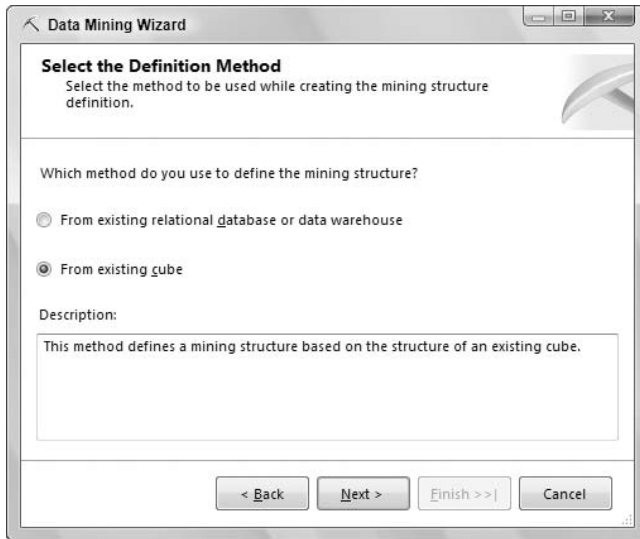 Data Mining Wizard
Select the Definition Method
Select the method to be used while creating the mining structure
definition.
Which method do you use to define the mining structure?
From existing relational database or data warehouse
From existing cube
Description:
This method defines a mining structure based on the structure of an existing cube.
< Back
Next >
Finish >>|
Cancel